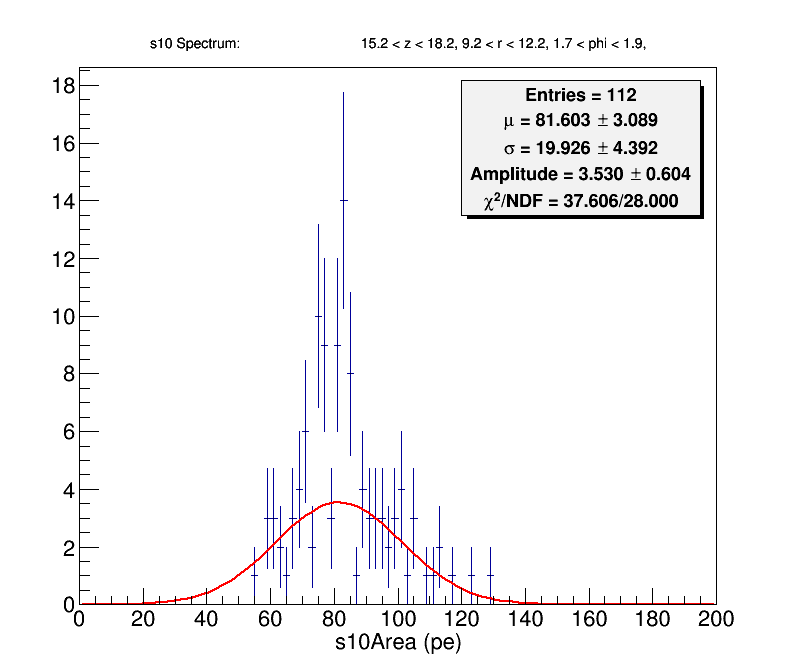 s10 Spectrum: 15.2 < z < 18.2, 9.2 < r < 12.2, 1.7 < phi < 1.9,
Entries = 112
μ = 81.603 ± 3.089
σ = 19.926 ± 4.392
Amplitude = 3.530 ± 0.604
χ²/NDF = 37.606/28.000
18
16
14
12
10
8
6
4
2
0
0 20 40 60 80 100 120 140 160 180 200
s10Area (pe)